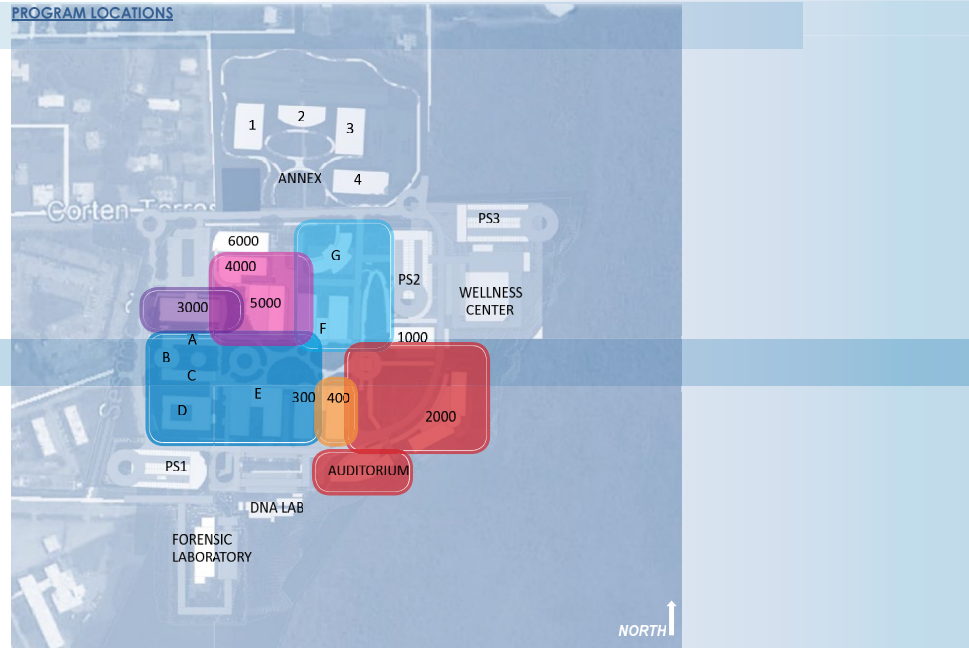 PROGRAM LOCATIONS
1
2
3
ANNEX
4
Corten Torres
PS3
6000
G
4000
PS2
WELLNESS
CENTER
3000
5000
F
A
1000
B
C
E
300
400
D
2000
PS1
AUDITORIUM
DNA LAB
FORENSIC
LABORATORY
NORTH